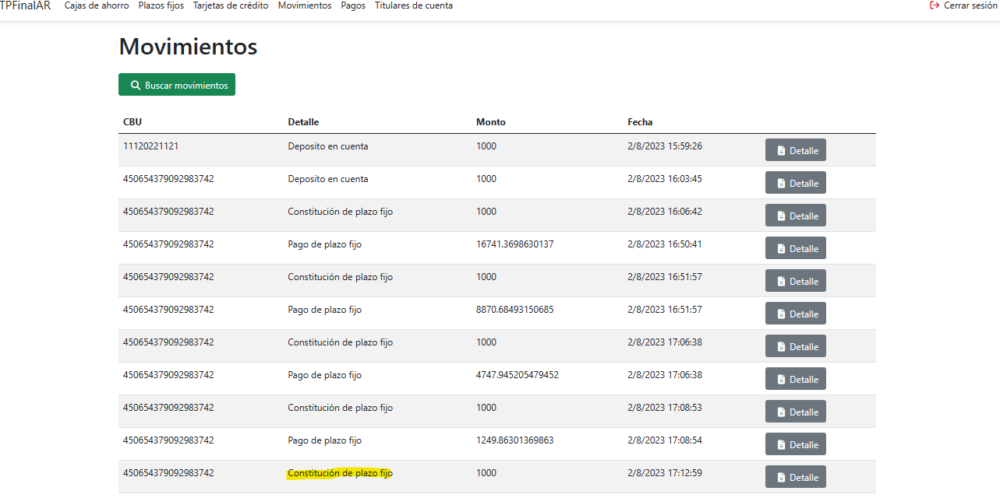 TPFinalAR Cajas de ahorro Plazos fijos Tarjetas de crédito Movimientos Pagos Titulares de cuenta Cerrar sesión
Movimientos
Buscar movimientos
CBU Detalle Monto Fecha
11120221121 Deposito en cuenta 1000 2/8/2023 15:59:26 Detalle
450654379092983742 Deposito en cuenta 1000 2/8/2023 16:03:45 Detalle
450654379092983742 Constitución de plazo fijo 1000 2/8/2023 16:06:42 Detalle
450654379092983742 Pago de plazo fijo 16741.3698630137 2/8/2023 16:50:41 Detalle
450654379092983742 Constitución de plazo fijo 1000 2/8/2023 16:51:57 Detalle
450654379092983742 Pago de plazo fijo 8870.68493150685 2/8/2023 16:51:57 Detalle
450654379092983742 Constitución de plazo fijo 1000 2/8/2023 17:06:38 Detalle
450654379092983742 Pago de plazo fijo 4747.945205479452 2/8/2023 17:06:38 Detalle
450654379092983742 Constitución de plazo fijo 1000 2/8/2023 17:08:53 Detalle
450654379092983742 Pago de plazo fijo 1249.86301369863 2/8/2023 17:08:54 Detalle
450654379092983742 Constitución de plazo fijo 1000 2/8/2023 17:12:59 Detalle